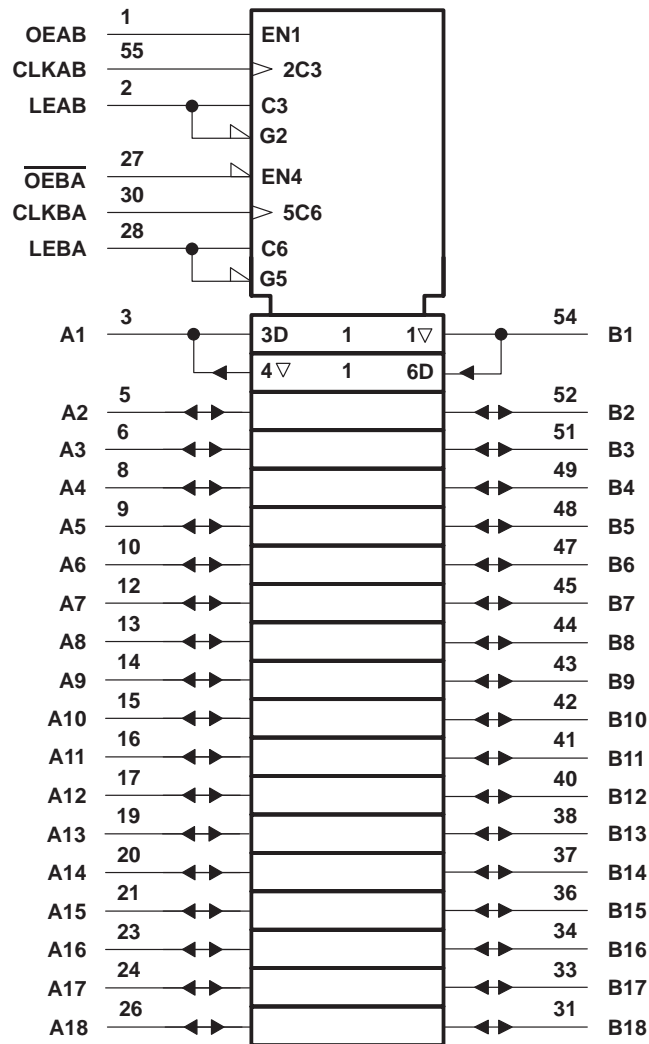 1
OEAB EN1
55
CLKAB 2C3
2
LEAB C3
G2
27
OEBA EN4
30
CLKBA 5C6
28
LEBA C6
G5
3 54
A1 3D 1 1▽ B1
4▽ 1 6D
5 52
A2 B2
6 51
A3 B3
8 49
A4 B4
9 48
A5 B5
10 47
A6 B6
12 45
A7 B7
13 44
A8 B8
14 43
A9 B9
15 42
A10 B10
16 41
A11 B11
17 40
A12 B12
19 38
A13 B13
20 37
A14 B14
21 36
A15 B15
23 34
A16 B16
24 33
A17 B17
26 31
A18 B18